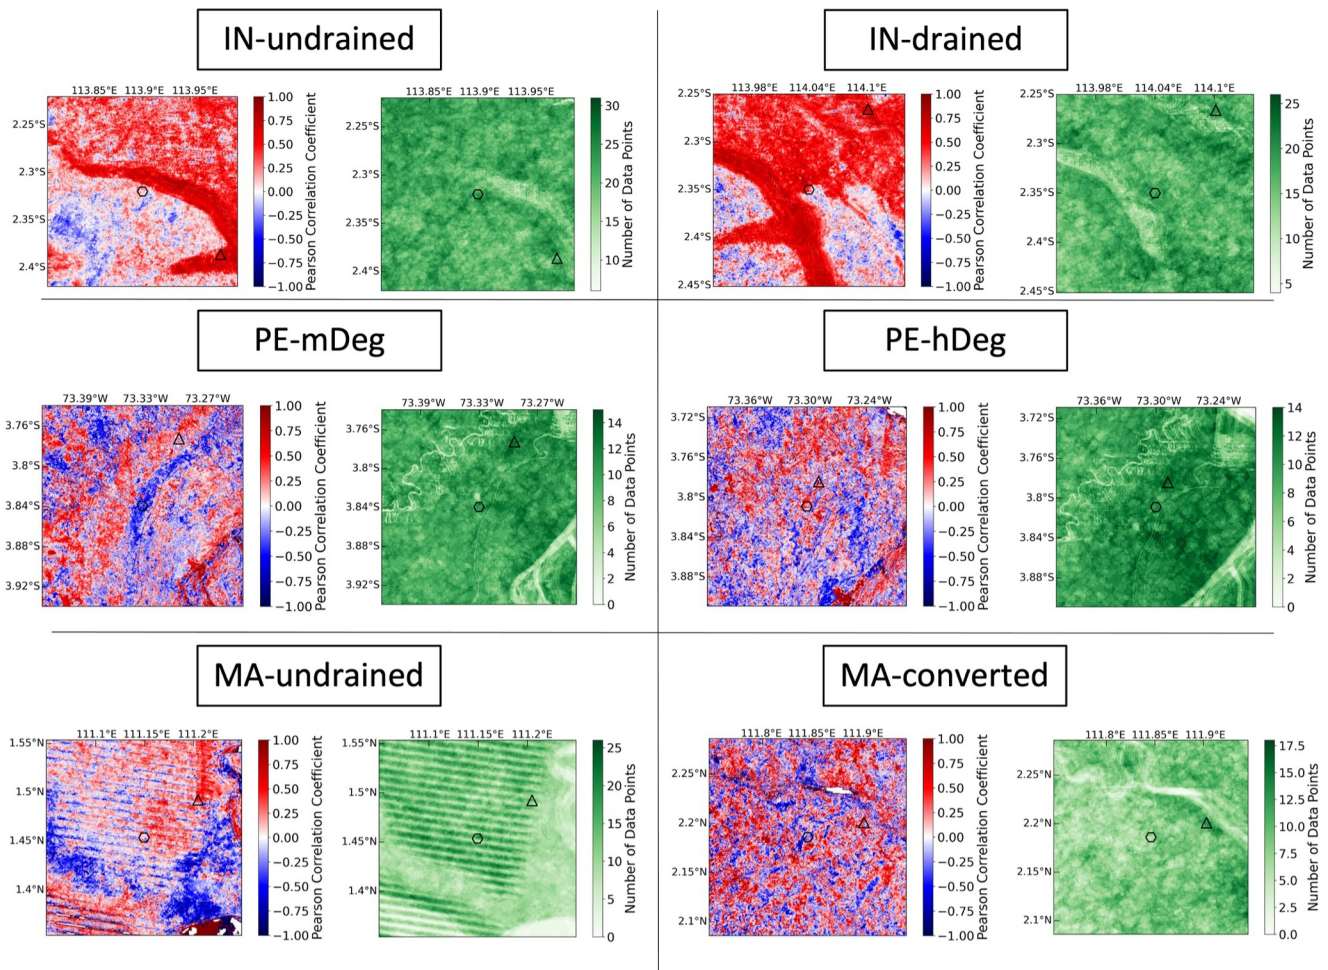 IN-undrained
113.85°E 113.9°E 113.95°E
2.25°S
2.3°S
2.35°S
2.4°S
1.00
0.75
0.50
0.25
0.00
−0.25
−0.50
−0.75
−1.00
Pearson Correlation Coefficient
113.85°E 113.9°E 113.95°E
2.25°S
2.3°S
2.35°S
2.4°S
30
25
20
15
10
Number of Data Points
IN-drained
113.98°E 114.04°E 114.1°E
2.25°S
2.3°S
2.35°S
2.4°S
2.45°S
1.00
0.75
0.50
0.25
0.00
−0.25
−0.50
−0.75
−1.00
Pearson Correlation Coefficient
113.98°E 114.04°E 114.1°E
2.25°S
2.3°S
2.35°S
2.4°S
2.45°S
25
20
15
10
5
Number of Data Points
PE-mDeg
73.39°W 73.33°W 73.27°W
3.76°S
3.8°S
3.84°S
3.88°S
3.92°S
1.00
0.75
0.50
0.25
0.00
−0.25
−0.50
−0.75
−1.00
Pearson Correlation Coefficient
73.39°W 73.33°W 73.27°W
3.76°S
3.8°S
3.84°S
3.88°S
3.92°S
14
12
10
8
6
4
2
0
Number of Data Points
PE-hDeg
73.36°W 73.30°W 73.24°W
3.72°S
3.76°S
3.8°S
3.84°S
3.88°S
1.00
0.75
0.50
0.25
0.00
−0.25
−0.50
−0.75
−1.00
Pearson Correlation Coefficient
73.36°W 73.30°W 73.24°W
3.72°S
3.76°S
3.8°S
3.84°S
3.88°S
14
12
10
8
6
4
2
0
Number of Data Points
MA-undrained
111.1°E 111.15°E 111.2°E
1.55°N
1.5°N
1.45°N
1.4°N
1.00
0.75
0.50
0.25
0.00
−0.25
−0.50
−0.75
−1.00
Pearson Correlation Coefficient
111.1°E 111.15°E 111.2°E
1.55°N
1.5°N
1.45°N
1.4°N
25
20
15
10
5
0
Number of Data Points
MA-converted
111.8°E 111.85°E 111.9°E
2.25°N
2.2°N
2.15°N
2.1°N
1.00
0.75
0.50
0.25
0.00
−0.25
−0.50
−0.75
−1.00
Pearson Correlation Coefficient
111.8°E 111.85°E 111.9°E
2.25°N
2.2°N
2.15°N
2.1°N
17.5
15.0
12.5
10.0
7.5
5.0
2.5
0.0
Number of Data Points